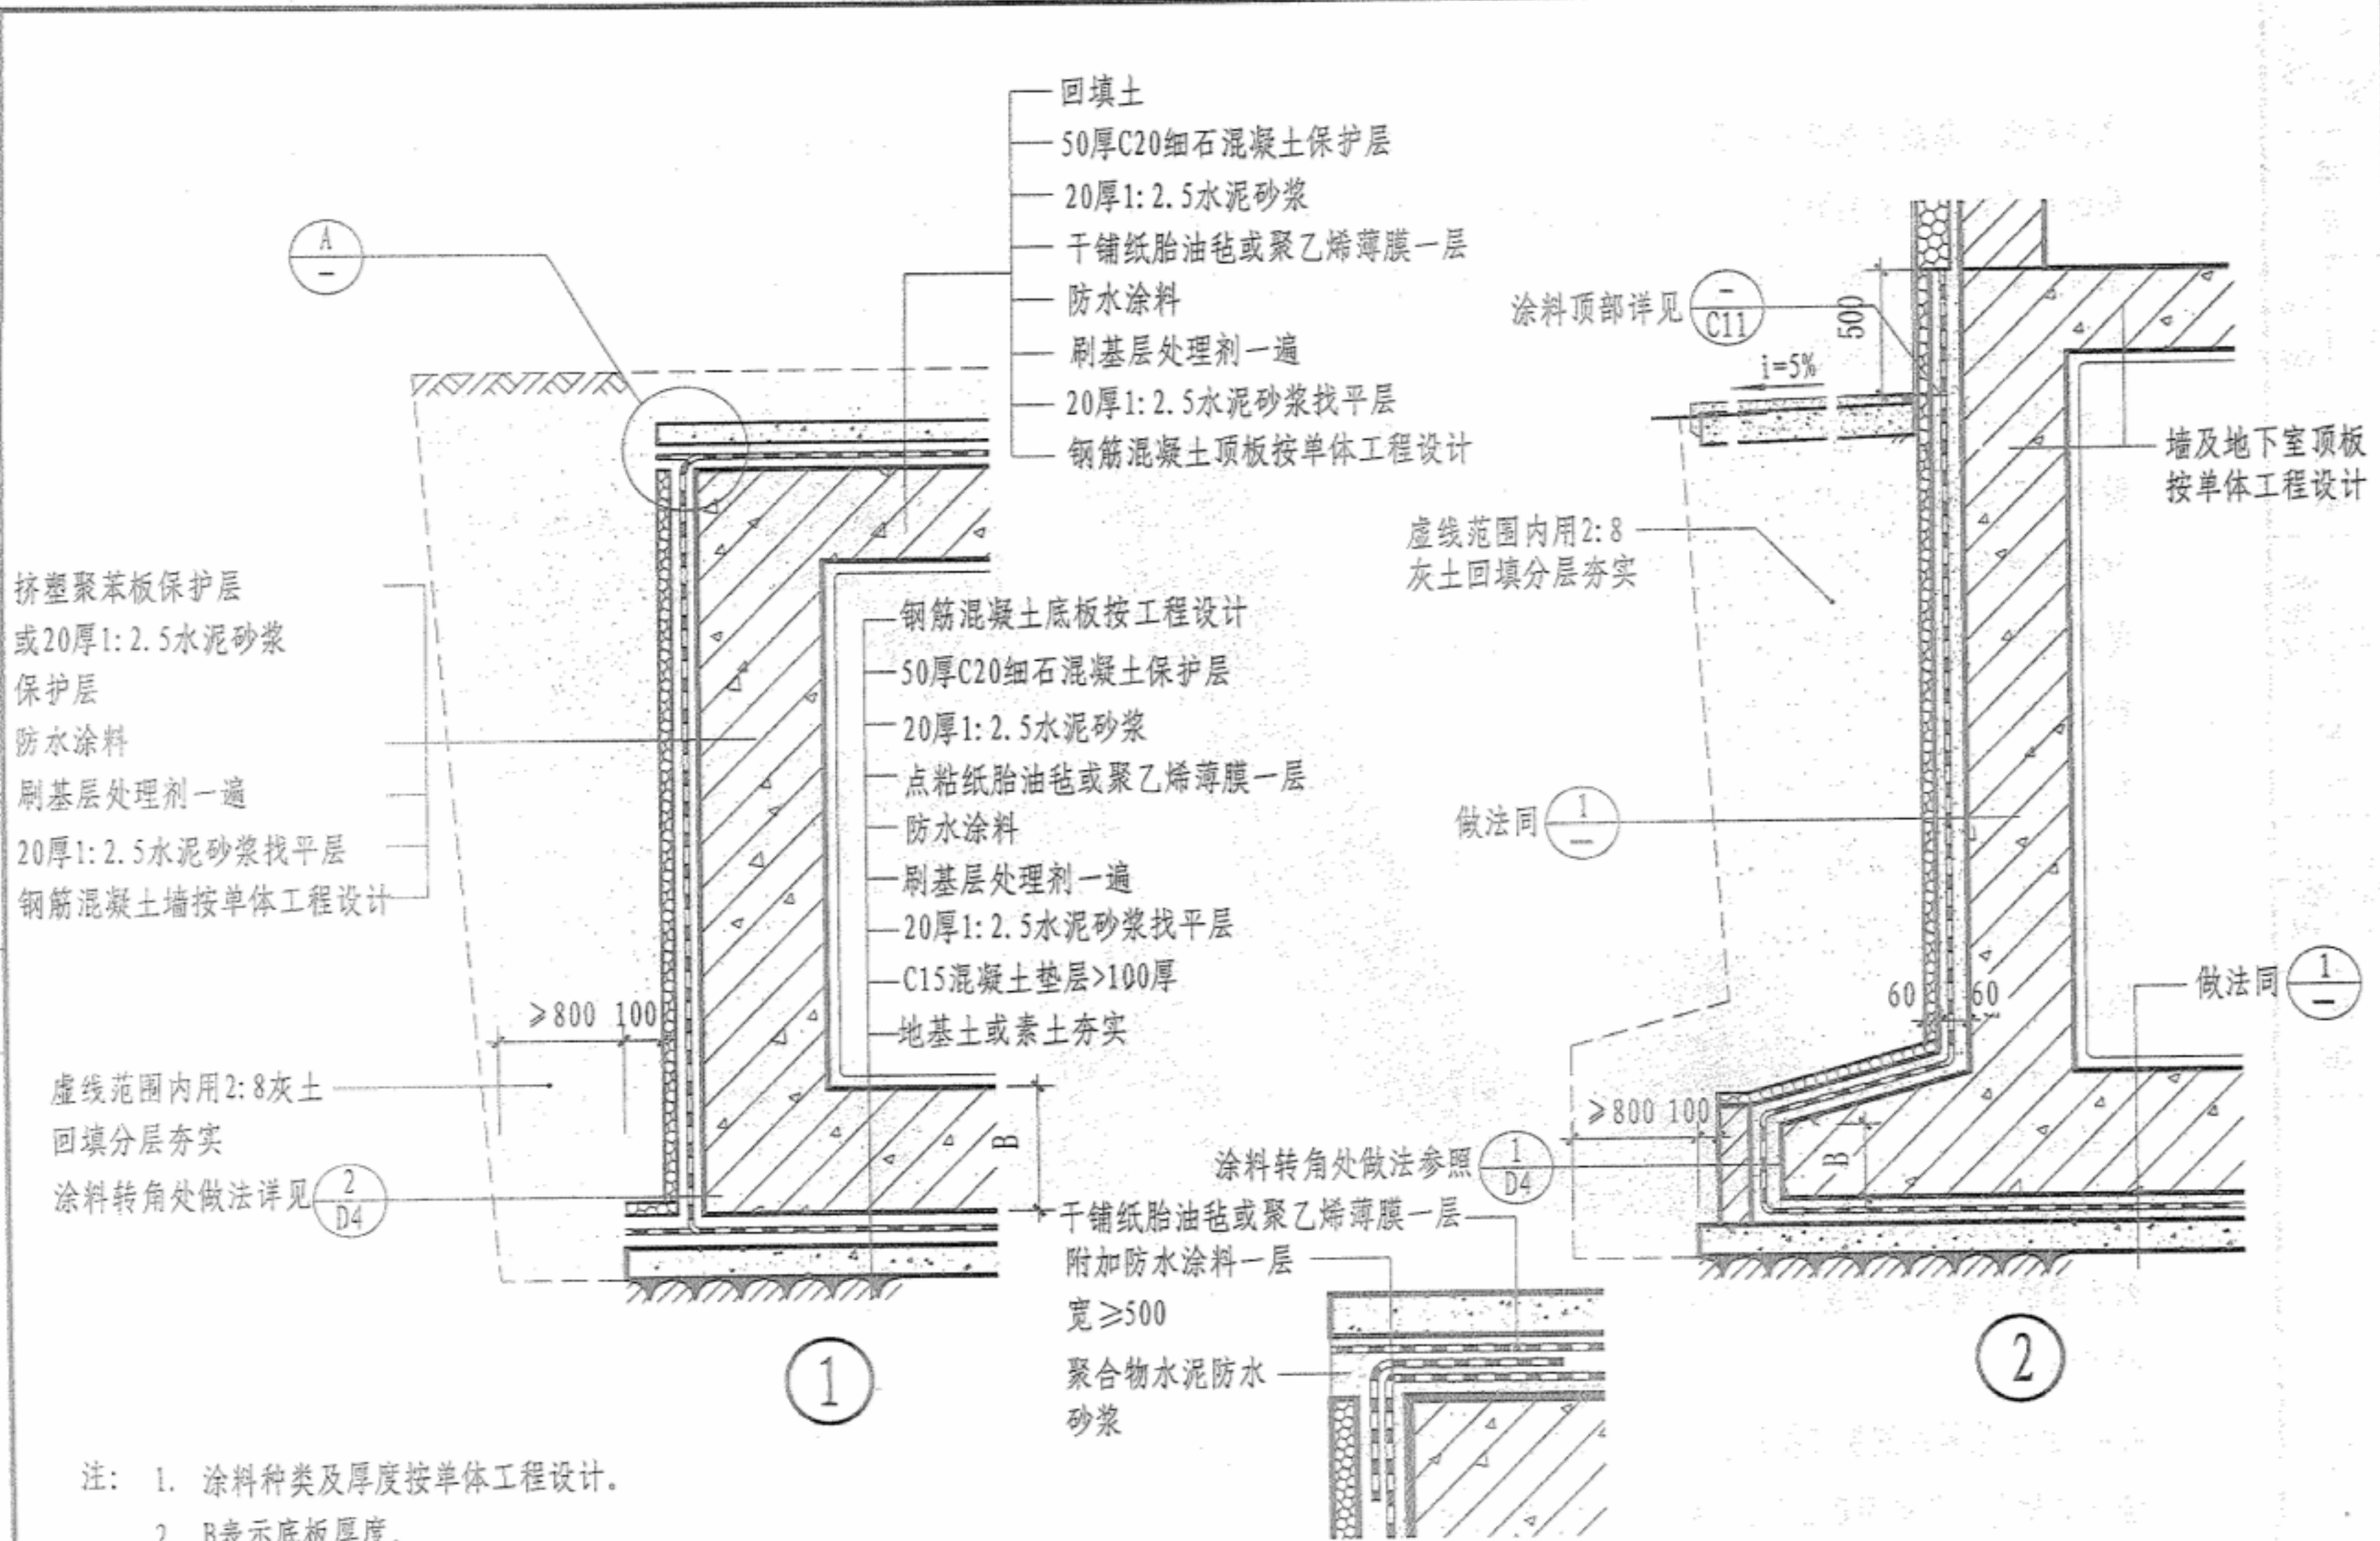 回填土
50厚C20细石混凝土保护层
20厚1:2.5水泥砂浆
干铺纸胎油毡或聚乙烯薄膜一层
防水涂料
刷基层处理剂一遍
20厚1:2.5水泥砂浆找平层
钢筋混凝土顶板按单体工程设计
A
—
挤塑聚苯板保护层
或20厚1:2.5水泥砂浆
保护层
防水涂料
刷基层处理剂一遍
20厚1:2.5水泥砂浆找平层
钢筋混凝土墙按单体工程设计
钢筋混凝土底板按工程设计
50厚C20细石混凝土保护层
20厚1:2.5水泥砂浆
点粘纸胎油毡或聚乙烯薄膜一层
防水涂料
刷基层处理剂一遍
20厚1:2.5水泥砂浆找平层
C15混凝土垫层>100厚
地基土或素土夯实
≥800 100
虚线范围内用2:8灰土
回填分层夯实
涂料转角处做法详见 2
D4
B
1
涂料顶部详见 —
C11
500
i=5%
墙及地下室顶板
按单体工程设计
虚线范围内用2:8
灰土回填分层夯实
做法同 1
—
60 60
做法同 1
—
≥800 100
B
涂料转角处做法参照 1
D4
2
干铺纸胎油毡或聚乙烯薄膜一层
附加防水涂料一层
宽≥500
聚合物水泥防水
砂浆
注: 1. 涂料种类及厚度按单体工程设计。
2 B表示底板厚度.